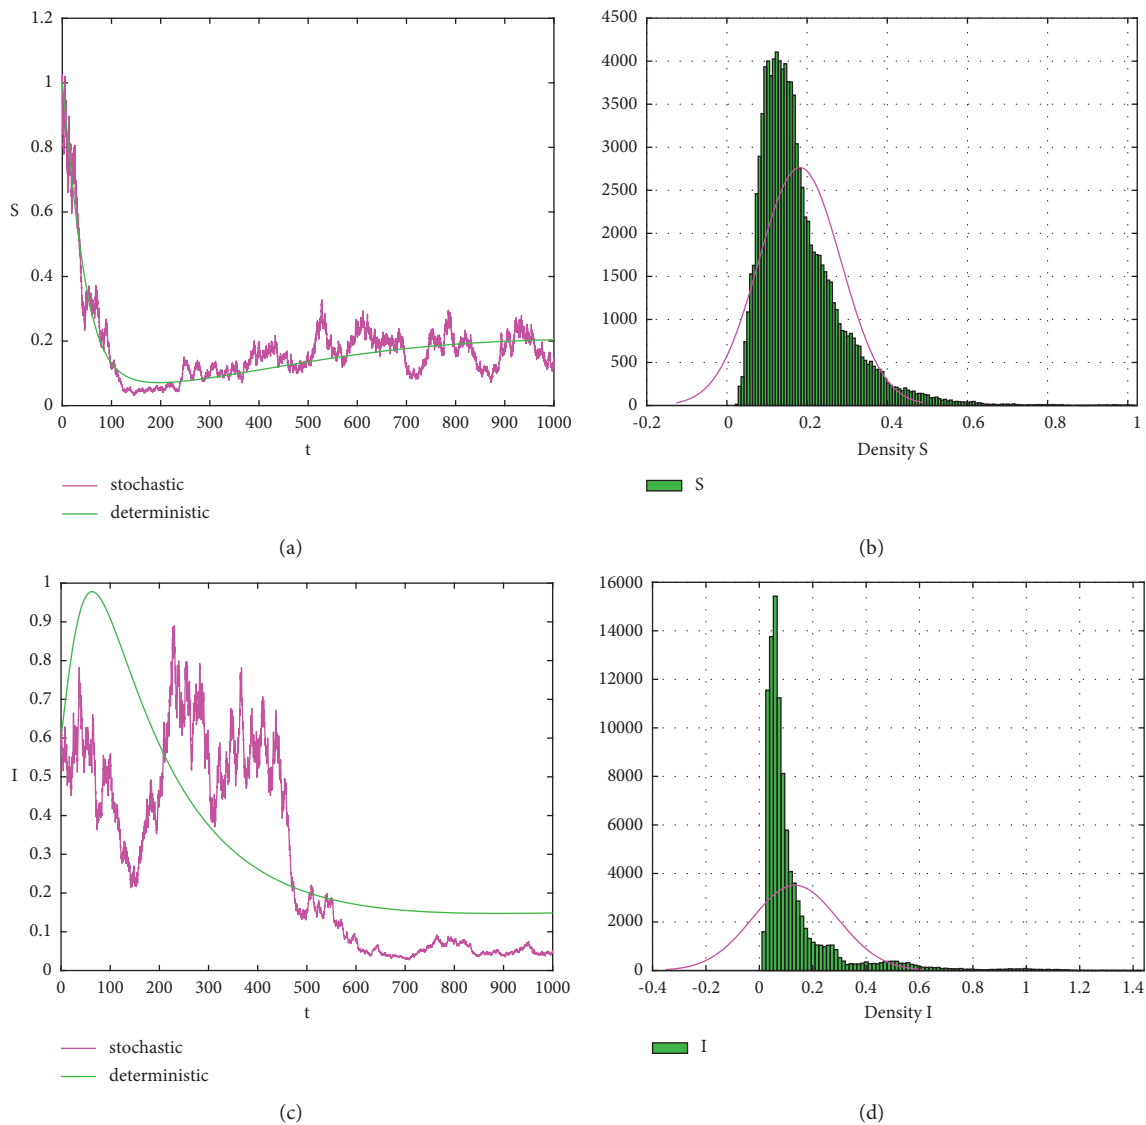 1.2
1
0.8
0.6
0.4
0.2
0
S
0 100 200 300 400 500 600 700 800 900 1000
t
stochastic
deterministic
(a)
4500
4000
3500
3000
2500
2000
1500
1000
500
0
-0.2 0 0.2 0.4 0.6 0.8 1
Density S
S
(b)
1
0.9
0.8
0.7
0.6
0.5
0.4
0.3
0.2
0.1
0
I
0 100 200 300 400 500 600 700 800 900 1000
t
stochastic
deterministic
(c)
16000
14000
12000
10000
8000
6000
4000
2000
0
-0.4 -0.2 0 0.2 0.4 0.6 0.8 1 1.2 1.4
Density I
I
(d)